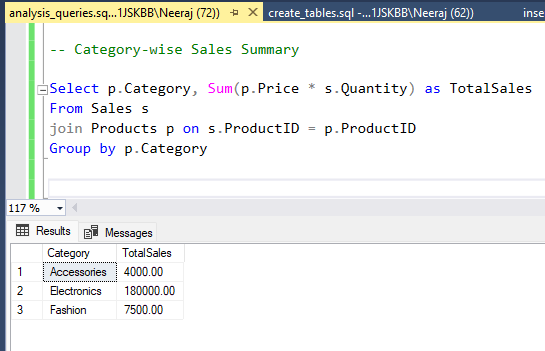 analysis_queries.sq...1JSKBB\Neeraj (72)) create_tables.sql -...1JSKBB\Neeraj (62)) inse
-- Category-wise Sales Summary
Select p.Category, Sum(p.Price * s.Quantity) as TotalSales
From Sales s
join Products p on s.ProductID = p.ProductID
Group by p.Category
117 %
Results Messages
Category TotalSales
1 Accessories 4000.00
2 Electronics 180000.00
3 Fashion 7500.00